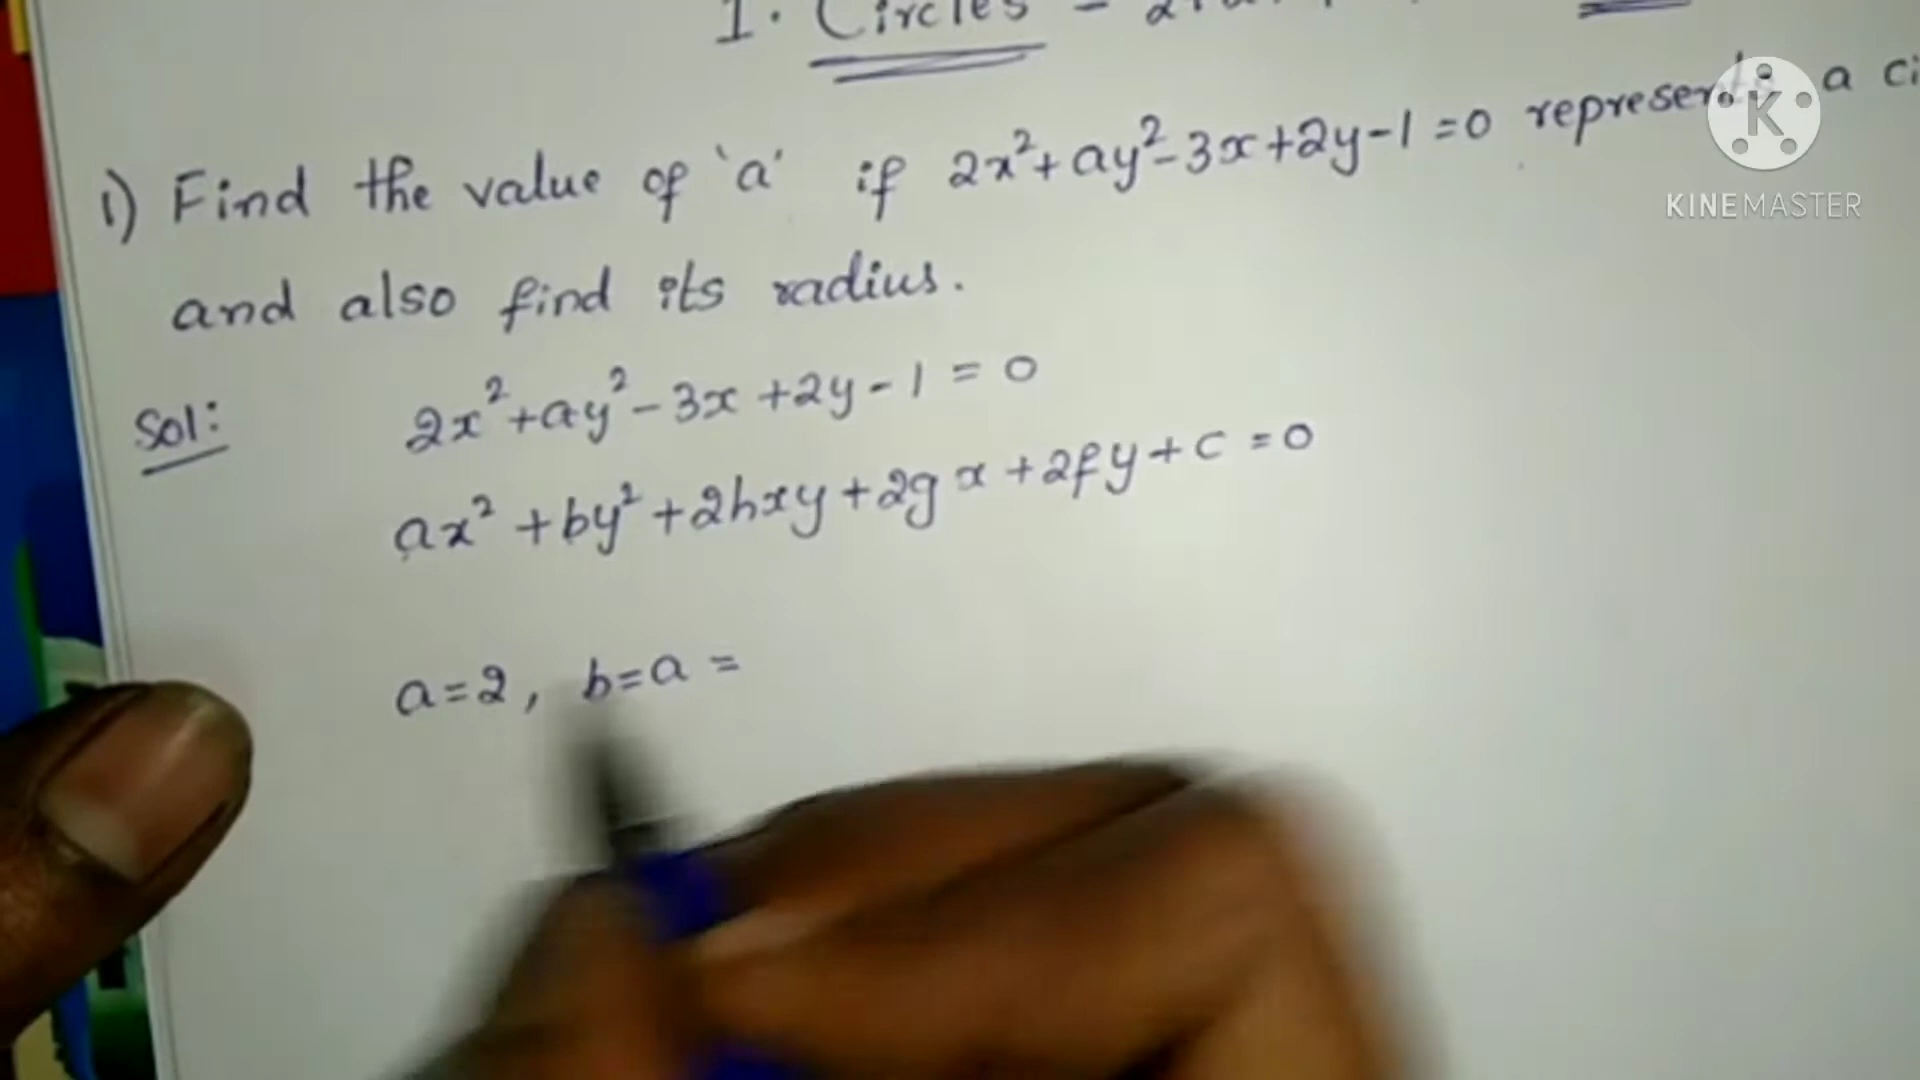 I. Circles -
1) Find the value of 'a' if 2x²+ay²-3x+2y-1=0 represents a
and also find its radius.
Sol: 2x²+ay²-3x+2y-1=0
ax²+by²+2hxy+2gx+2fy+c=0
a=2, b=a=
K
KINEMASTER